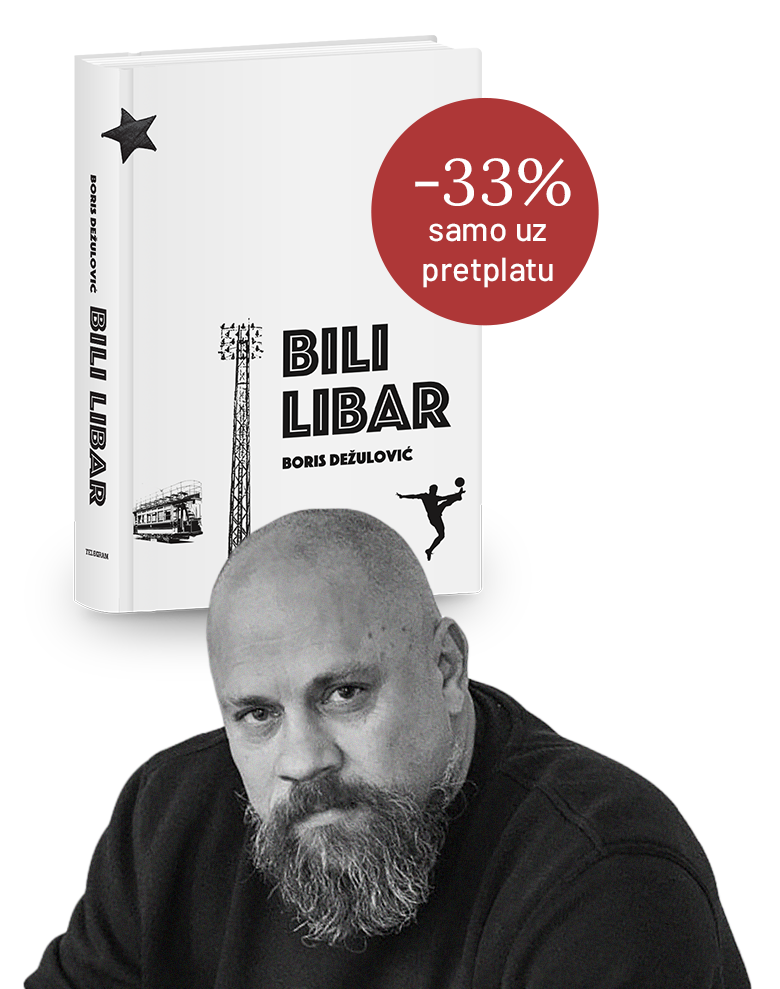 -33%
samo uz
pretplatu
BILI
LIBAR
BORIS DEŽULOVIĆ
BORIS DEŽULOVIĆ BILI LIBAR
TELEGRAM